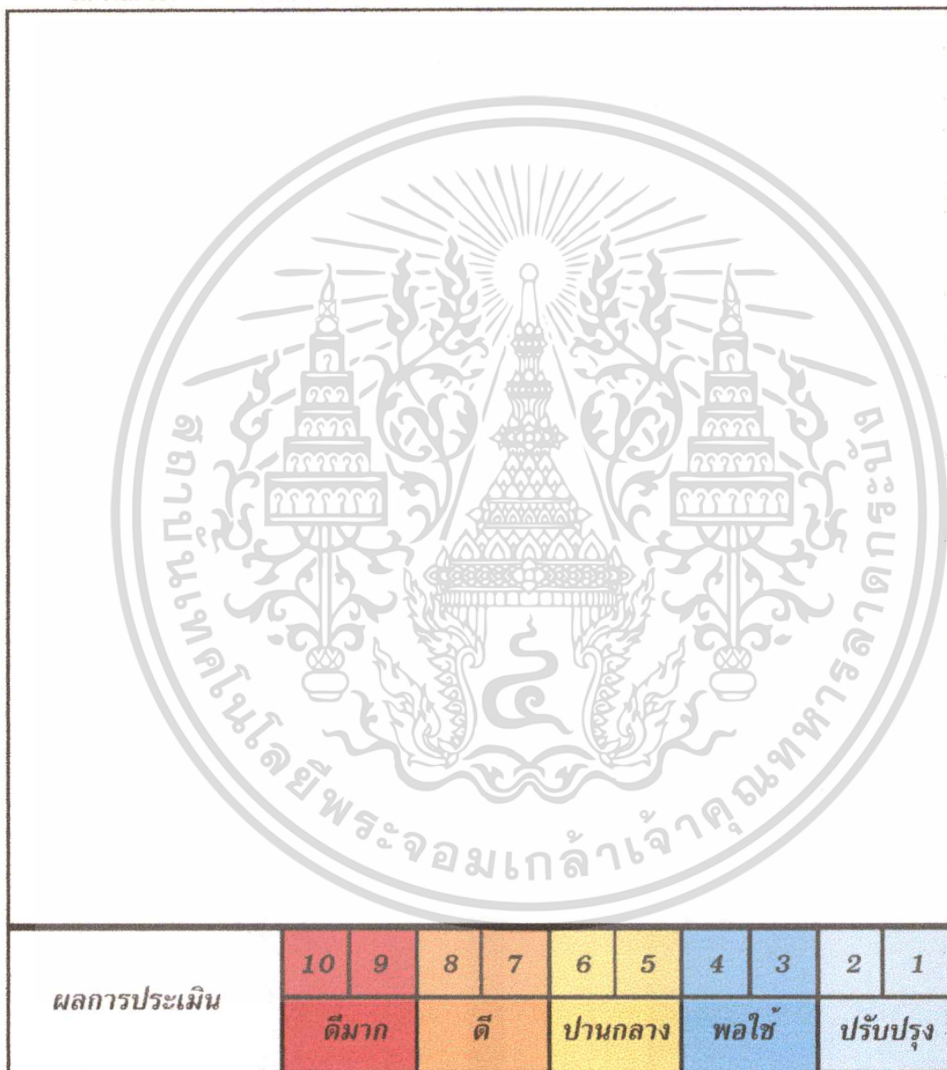 สถาบันเทคโนโลยีพระจอมเกล้าเจ้าคุณทหารลาดกระบัง
10 9 8 7 6 5 4 3 2 1
ผลการประเมิน
ดีมาก ดี ปานกลาง พอใช้ ปรับปรุง